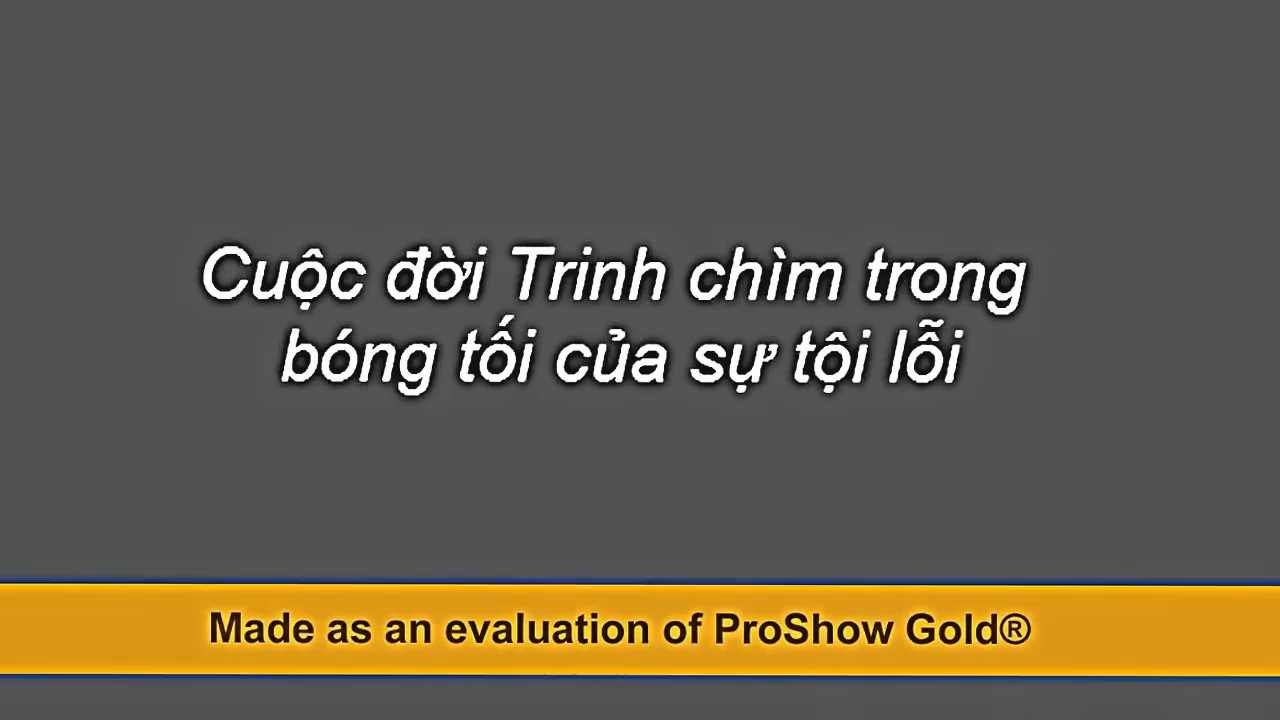 Cuộc đời Trinh chìm trong
bóng tối của sự tội lỗi
Made as an evaluation of ProShow Gold®